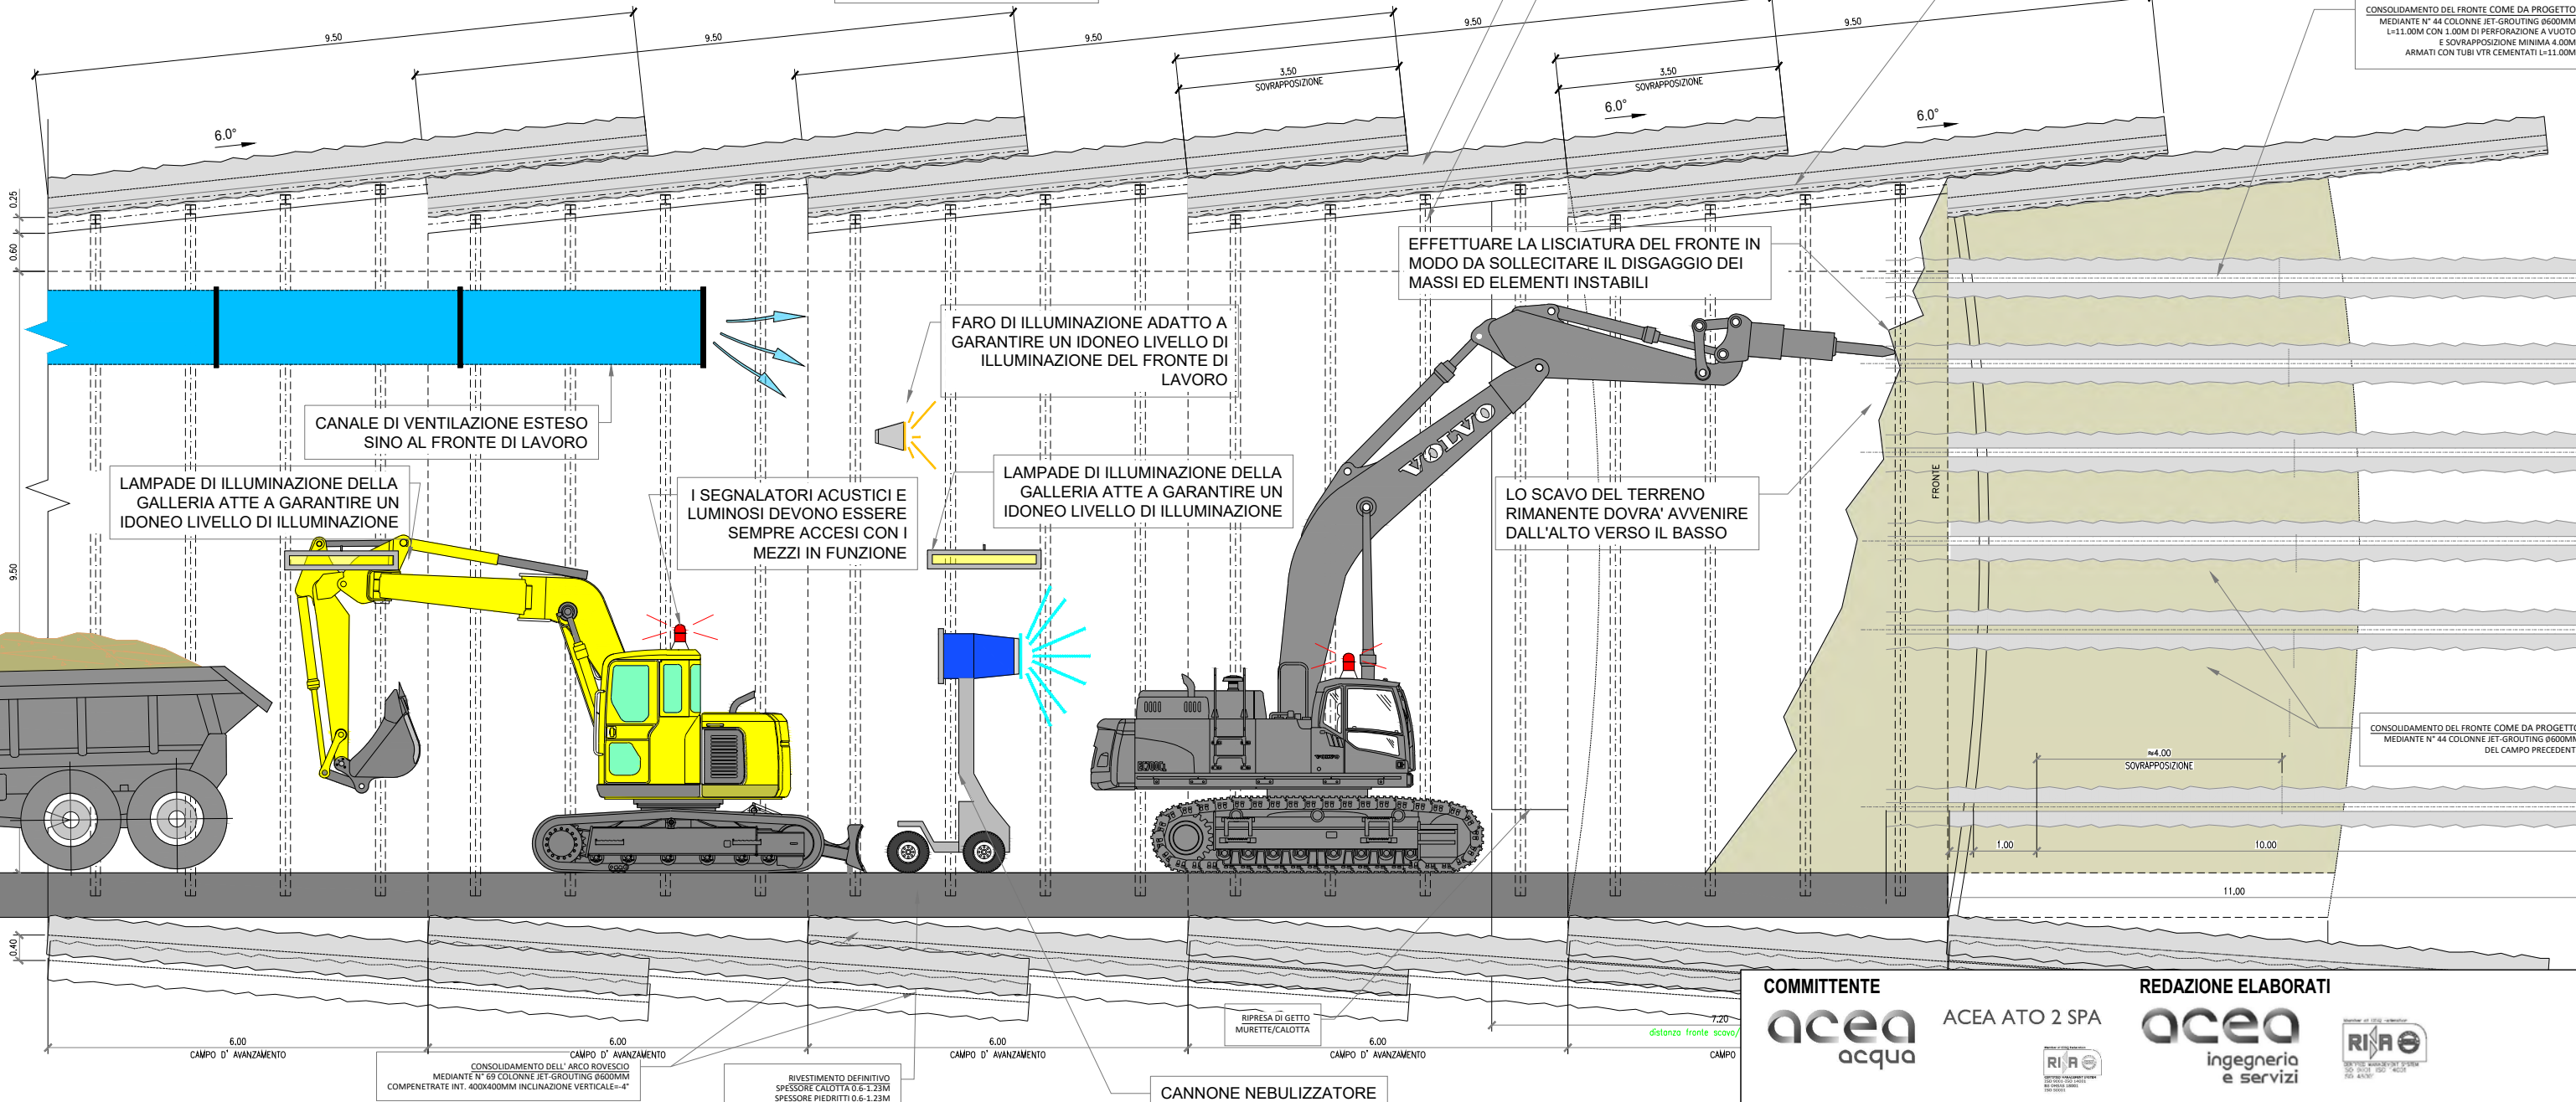 9.50
9.50
9.50
9.50
9.50
3.50
SOVRAPPOSIZIONE
3.50
SOVRAPPOSIZIONE
6.0°
6.0°
6.0°
CONSOLIDAMENTO DEL FRONTE COME DA PROGETTO
MEDIANTE N° 44 COLONNE JET-GROUTING Ø600MM
L=11.00M CON 1.00M DI PERFORAZIONE A VUOTO
E SOVRAPPOSIZIONE MINIMA 4.00M
ARMATI CON TUBI VTR CEMENTATI L=11.00M
0.25
0.60
9.50
0.40
EFFETTUARE LA LISCIATURA DEL FRONTE IN
MODO DA SOLLECITARE IL DISGAGGIO DEI
MASSI ED ELEMENTI INSTABILI
FARO DI ILLUMINAZIONE ADATTO A
GARANTIRE UN IDONEO LIVELLO DI
ILLUMINAZIONE DEL FRONTE DI
LAVORO
CANALE DI VENTILAZIONE ESTESO
SINO AL FRONTE DI LAVORO
LAMPADE DI ILLUMINAZIONE DELLA
GALLERIA ATTE A GARANTIRE UN
IDONEO LIVELLO DI ILLUMINAZIONE
I SEGNALATORI ACUSTICI E
LUMINOSI DEVONO ESSERE
SEMPRE ACCESI CON I
MEZZI IN FUNZIONE
LAMPADE DI ILLUMINAZIONE DELLA
GALLERIA ATTE A GARANTIRE UN
IDONEO LIVELLO DI ILLUMINAZIONE
VOLVO
LO SCAVO DEL TERRENO
RIMANENTE DOVRA' AVVENIRE
DALL'ALTO VERSO IL BASSO
FRONTE
CONSOLIDAMENTO DEL FRONTE COME DA PROGETTO
MEDIANTE N° 44 COLONNE JET-GROUTING Ø600MM
DEL CAMPO PRECEDENT
≈4.00
SOVRAPPOSIZIONE
1.00
10.00
11.00
6.00
CAMPO D' AVANZAMENTO
6.00
CAMPO D' AVANZAMENTO
6.00
CAMPO D' AVANZAMENTO
6.00
CAMPO D' AVANZAMENTO
CAMPO
7.20
distanza fronte scavo/
RIPRESA DI GETTO
MURETTE/CALOTTA
CONSOLIDAMENTO DELL' ARCO ROVESCIO
MEDIANTE N° 69 COLONNE JET-GROUTING Ø600MM
COMPENETRATE INT. 400X400MM INCLINAZIONE VERTICALE=-4°
RIVESTIMENTO DEFINITIVO
SPESSORE CALOTTA 0.6-1.23M
SPESSORE PIEDRITTI 0.6-1.23M
CANNONE NEBULIZZATORE
COMMITTENTE
acea
acqua
ACEA ATO 2 SPA
RINA
REDAZIONE ELABORATI
acea
ingegneria
e servizi
RINA